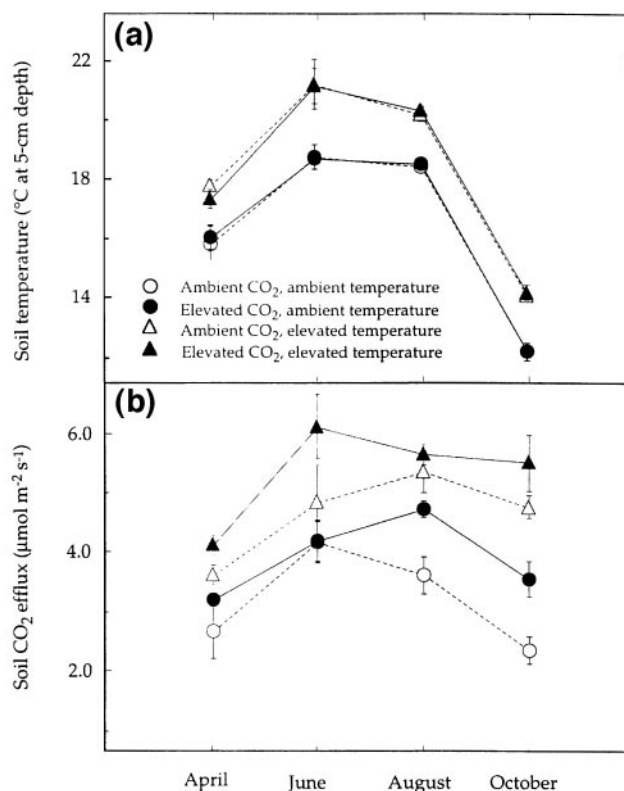 (a)
Soil temperature (°C at 5-cm depth)
22
18
14
Ambient CO₂, ambient temperature
Elevated CO₂, ambient temperature
Ambient CO₂, elevated temperature
Elevated CO₂, elevated temperature
(b)
Soil CO₂ efflux (μmol m⁻² s⁻¹)
6.0
4.0
2.0
April June August October